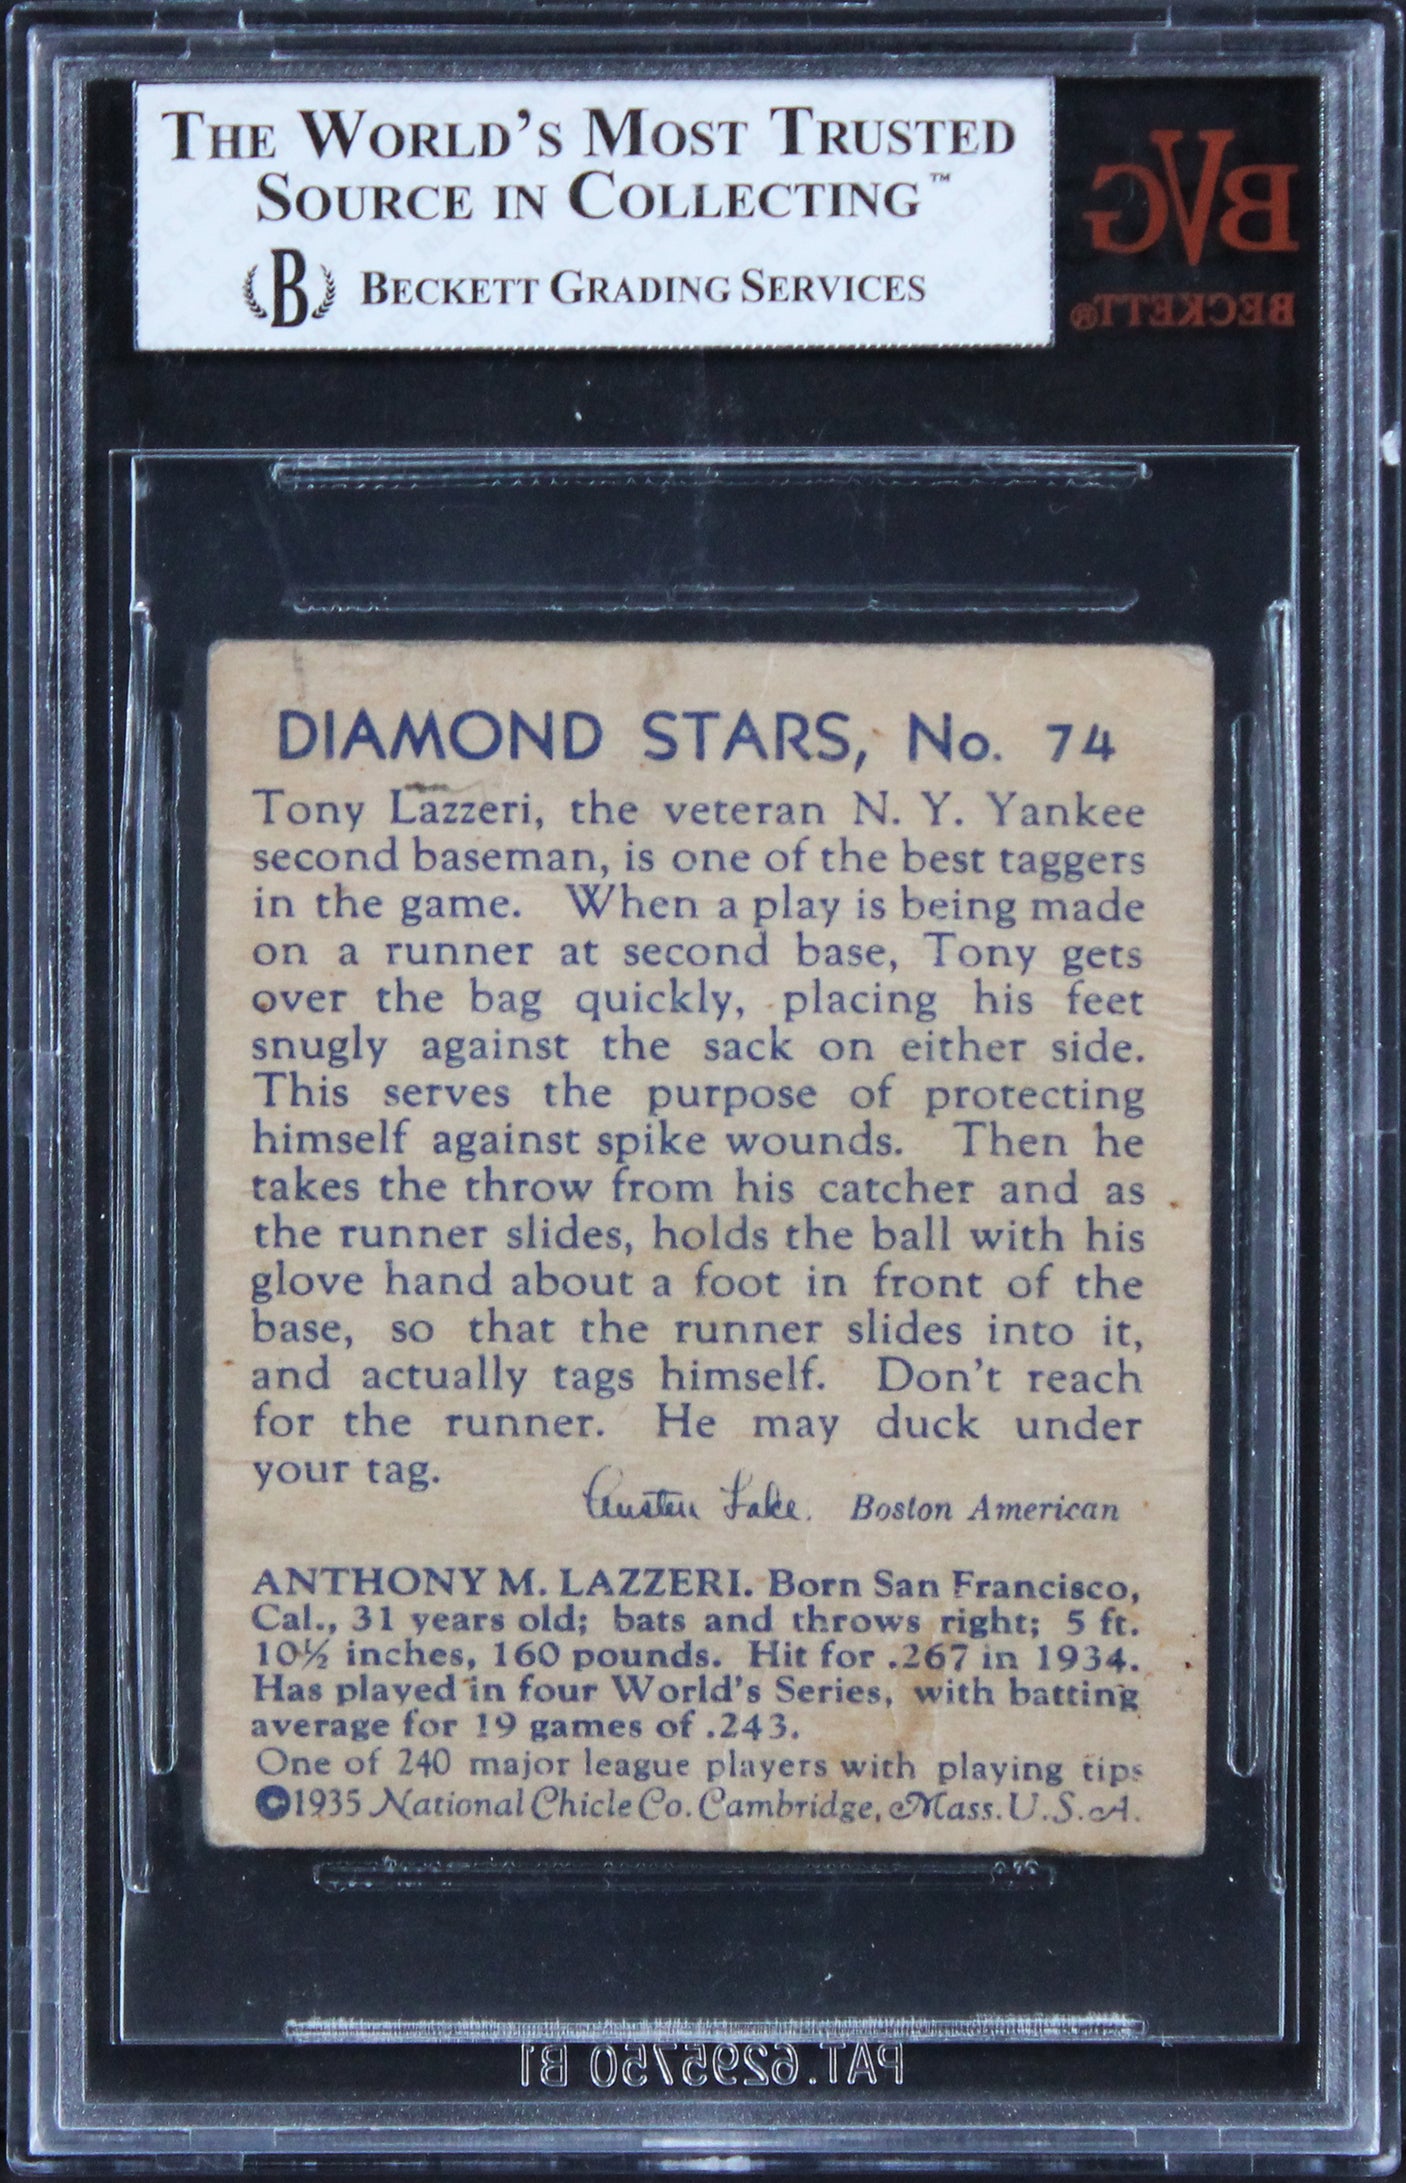 THE WORLD'S MOST TRUSTED
SOURCE IN COLLECTING™
B BECKETT GRADING SERVICES
BVG
BECKETT®
DIAMOND STARS, No. 74
Tony Lazzeri, the veteran N. Y. Yankee
second baseman, is one of the best taggers
in the game. When a play is being made
on a runner at second base, Tony gets
over the bag quickly, placing his feet
snugly against the sack on either side.
This serves the purpose of protecting
himself against spike wounds. Then he
takes the throw from his catcher and as
the runner slides, holds the ball with his
glove hand about a foot in front of the
base, so that the runner slides into it,
and actually tags himself. Don't reach
for the runner. He may duck under
your tag.
Austen Lake. Boston American
ANTHONY M. LAZZERI. Born San Francisco,
Cal., 31 years old; bats and throws right; 5 ft.
10½ inches, 160 pounds. Hit for .267 in 1934.
Has played in four World's Series, with batting
average for 19 games of .243.
One of 240 major league players with playing tips
©1935 National Chicle Co. Cambridge, Mass. U.S.A.
PAT.6295750 B1